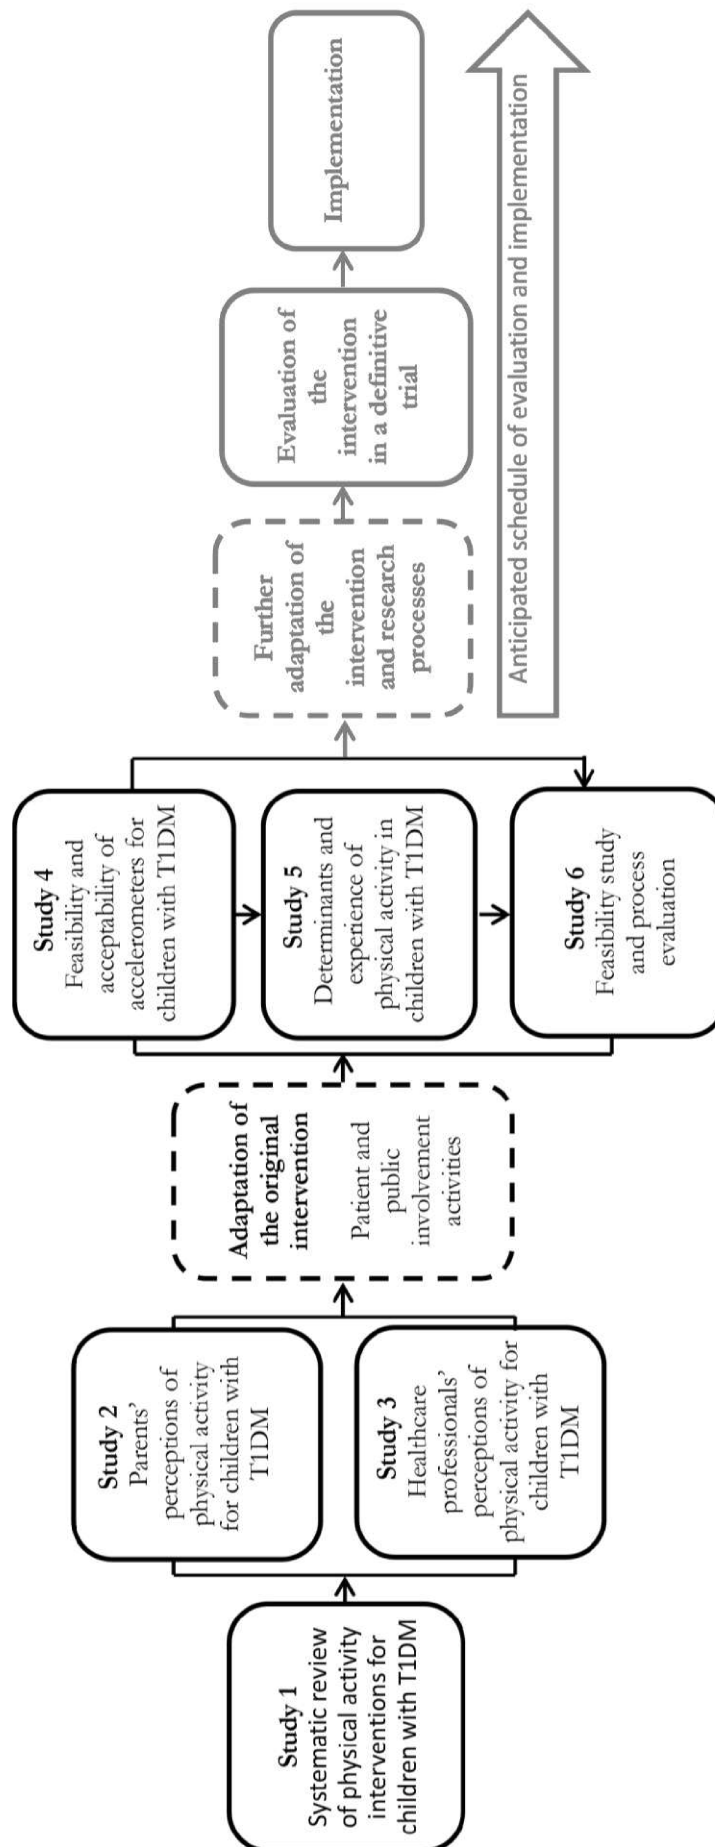 Study 1
Systematic review
of physical activity
interventions for
children with T1DM
Study 2
Parents'
perceptions of
physical activity
for children with
T1DM
Study 3
Healthcare
professionals'
perceptions of
physical activity for
children with
T1DM
Adaptation of
the original
intervention
Patient and
public
involvement
activities
Study 4
Feasibility and
acceptability of
accelerometers for
children with T1DM
Study 5
Determinants and
experience of
physical activity in
children with T1DM
Study 6
Feasibility study
and process
evaluation
Further
adaptation of
the
intervention
and research
processes
Evaluation of
the
intervention
in a definitive
trial
Implementation
Anticipated schedule of evaluation and implementation